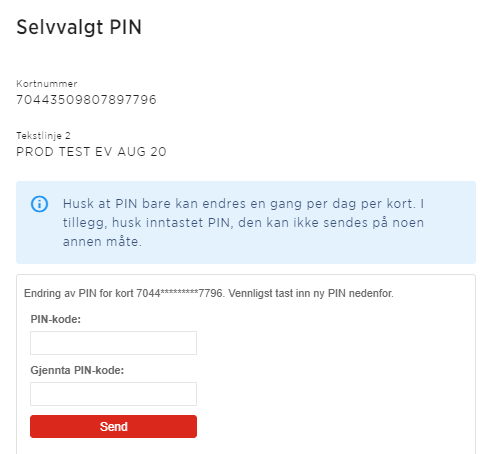 Selvvalgt PIN
Kortnummer
70443509807897796
Tekstlinje 2
PROD TEST EV AUG 20
Husk at PIN bare kan endres en gang per dag per kort. I
tillegg, husk inntastet PIN, den kan ikke sendes på noen
annen måte.
Endring av PIN for kort 7044*********7796. Vennligst tast inn ny PIN nedenfor.
PIN-kode:
Gjennta PIN-kode:
Send